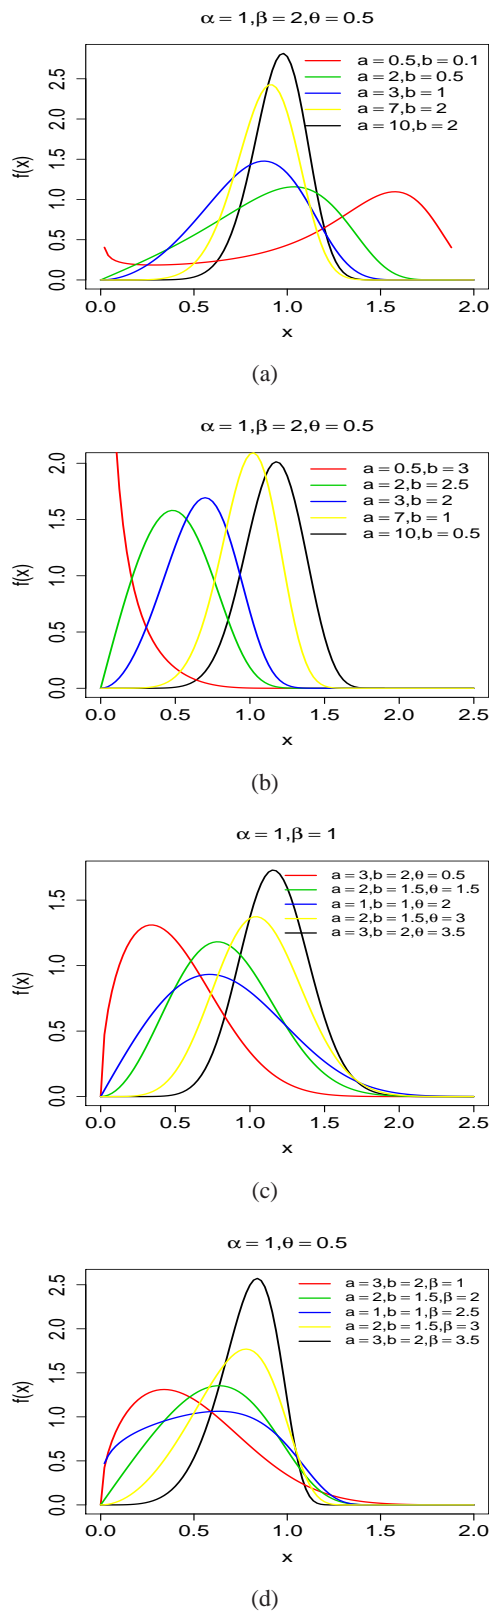 α = 1,β = 2,θ = 0.5
a = 0.5,b = 0.1
a = 2,b = 0.5
a = 3,b = 1
a = 7,b = 2
a = 10,b = 2
f(x)
2.5
2.0
1.5
1.0
0.5
0.0
0.0 0.5 1.0 1.5 2.0
x
(a)
α = 1,β = 2,θ = 0.5
a = 0.5,b = 3
a = 2,b = 2.5
a = 3,b = 2
a = 7,b = 1
a = 10,b = 0.5
f(x)
2.0
1.5
1.0
0.5
0.0
0.0 0.5 1.0 1.5 2.0 2.5
x
(b)
α = 1,β = 1
a = 3,b = 2,θ = 0.5
a = 2,b = 1.5,θ = 1.5
a = 1,b = 1,θ = 2
a = 2,b = 1.5,θ = 3
a = 3,b = 2,θ = 3.5
f(x)
1.5
1.0
0.5
0.0
0.0 0.5 1.0 1.5 2.0 2.5
x
(c)
α = 1,θ = 0.5
a = 3,b = 2,β = 1
a = 2,b = 1.5,β = 2
a = 1,b = 1,β = 2.5
a = 2,b = 1.5,β = 3
a = 3,b = 2,β = 3.5
f(x)
2.5
2.0
1.5
1.0
0.5
0.0
0.0 0.5 1.0 1.5 2.0
x
(d)